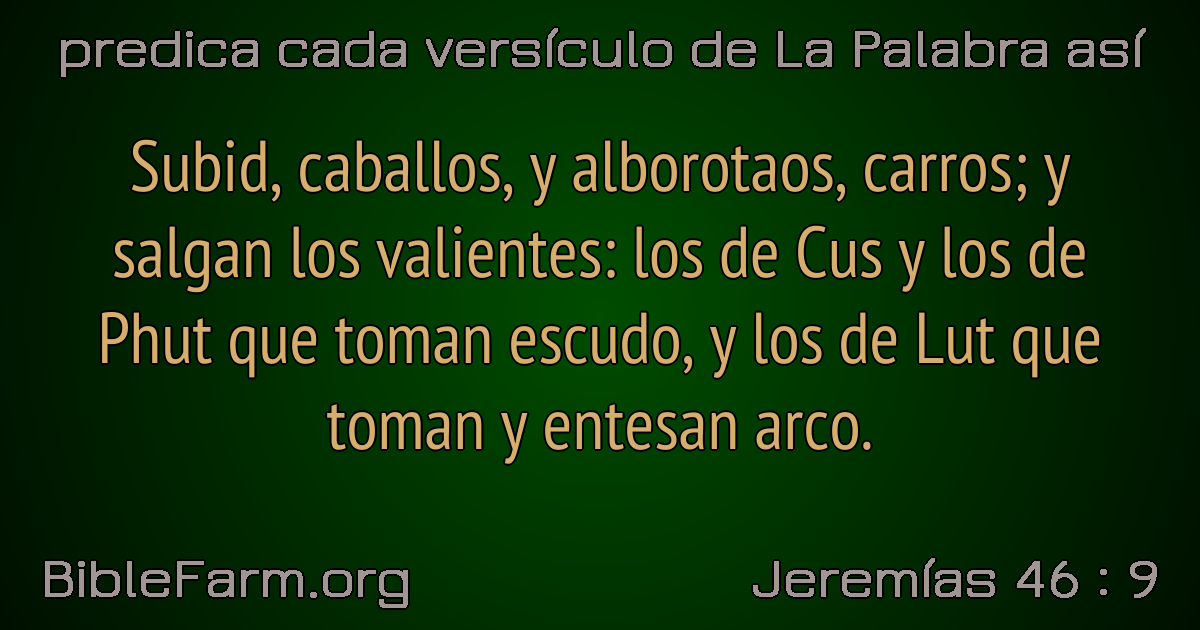 predica cada versículo de La Palabra así
Subid, caballos, y alborotaos, carros; y
salgan los valientes: los de Cus y los de
Phut que toman escudo, y los de Lut que
toman y entesan arco.
BibleFarm.org
Jeremías 46 : 9